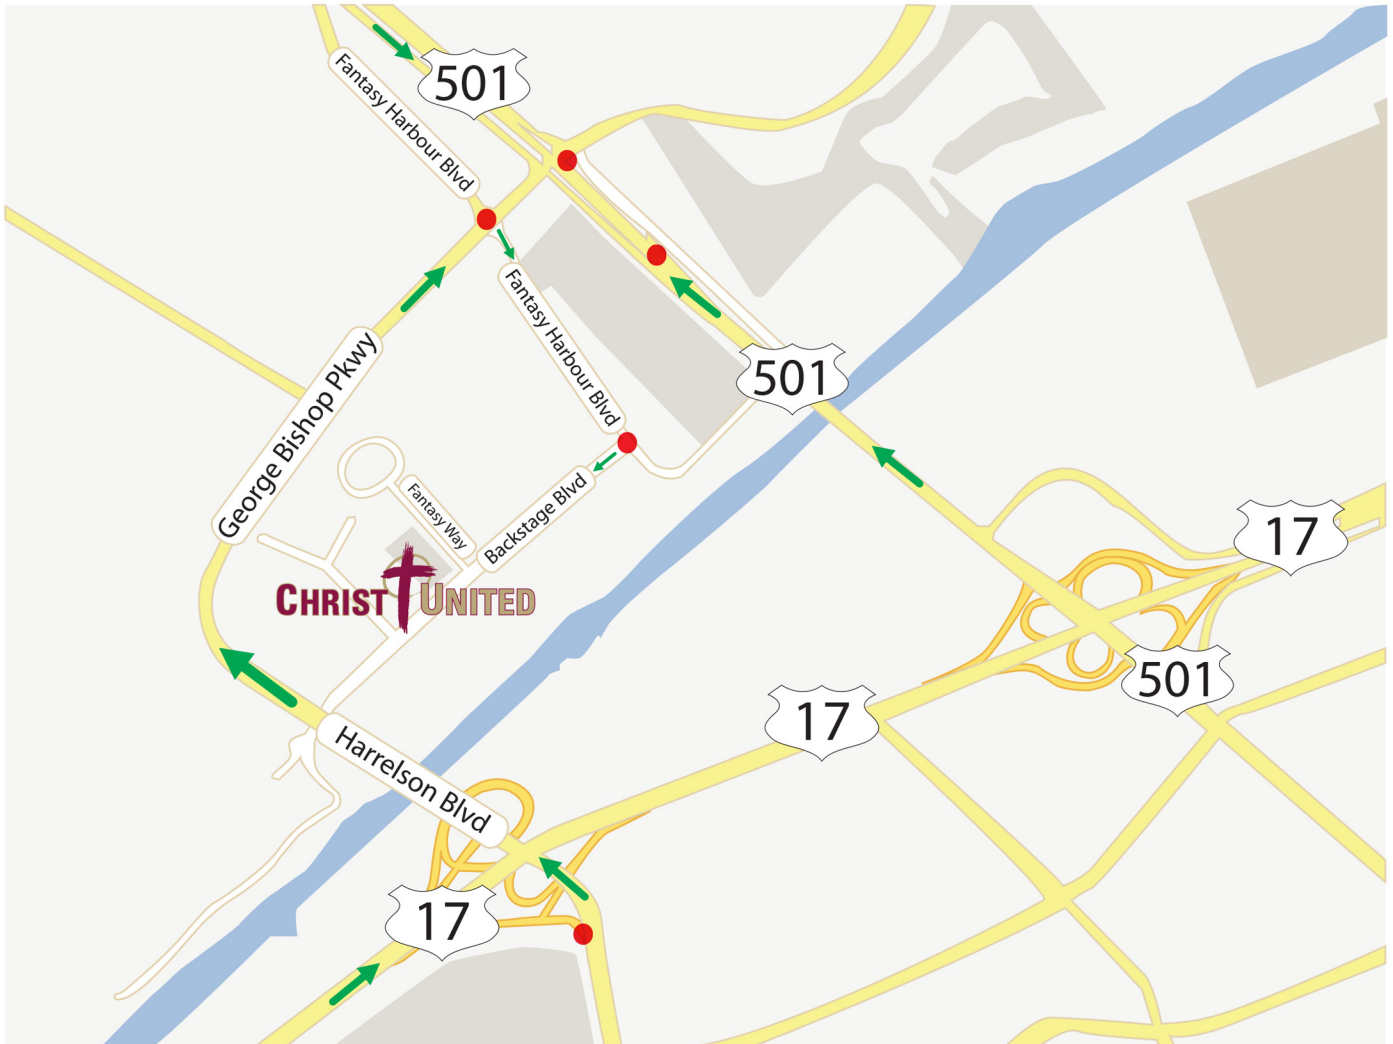 501
Fantasy Harbour Blvd
Fantasy Harbour Blvd
501
George Bishop Pkwy
Fantasy Way
Backstage Blvd
17
CHRIST UNITED
501
17
Harrelson Blvd
17